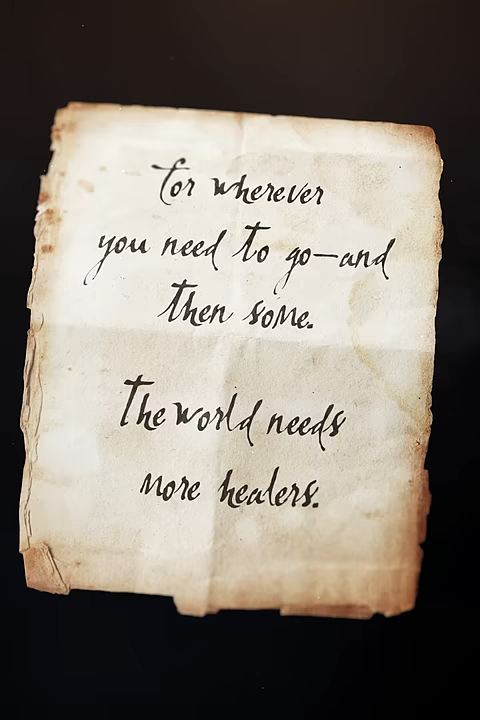 For wherever
you need to go—and
then some.
The world needs
more healers.